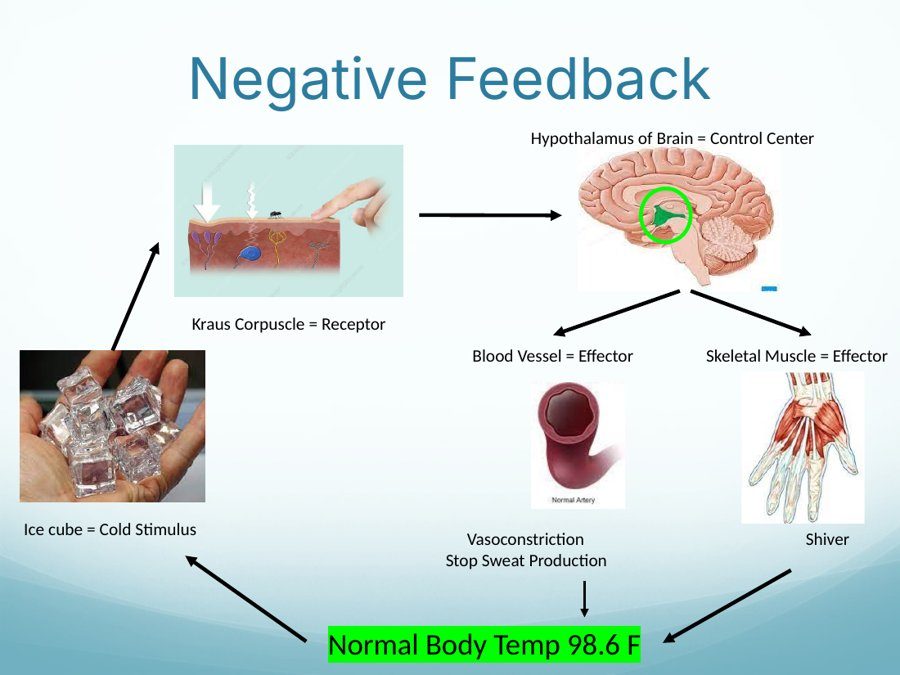 Negative Feedback
Hypothalamus of Brain = Control Center
Kraus Corpuscle = Receptor
Blood Vessel = Effector
Skeletal Muscle = Effector
Normal Artery
Ice cube = Cold Stimulus
Vasoconstriction
Stop Sweat Production
Shiver
Normal Body Temp 98.6 F